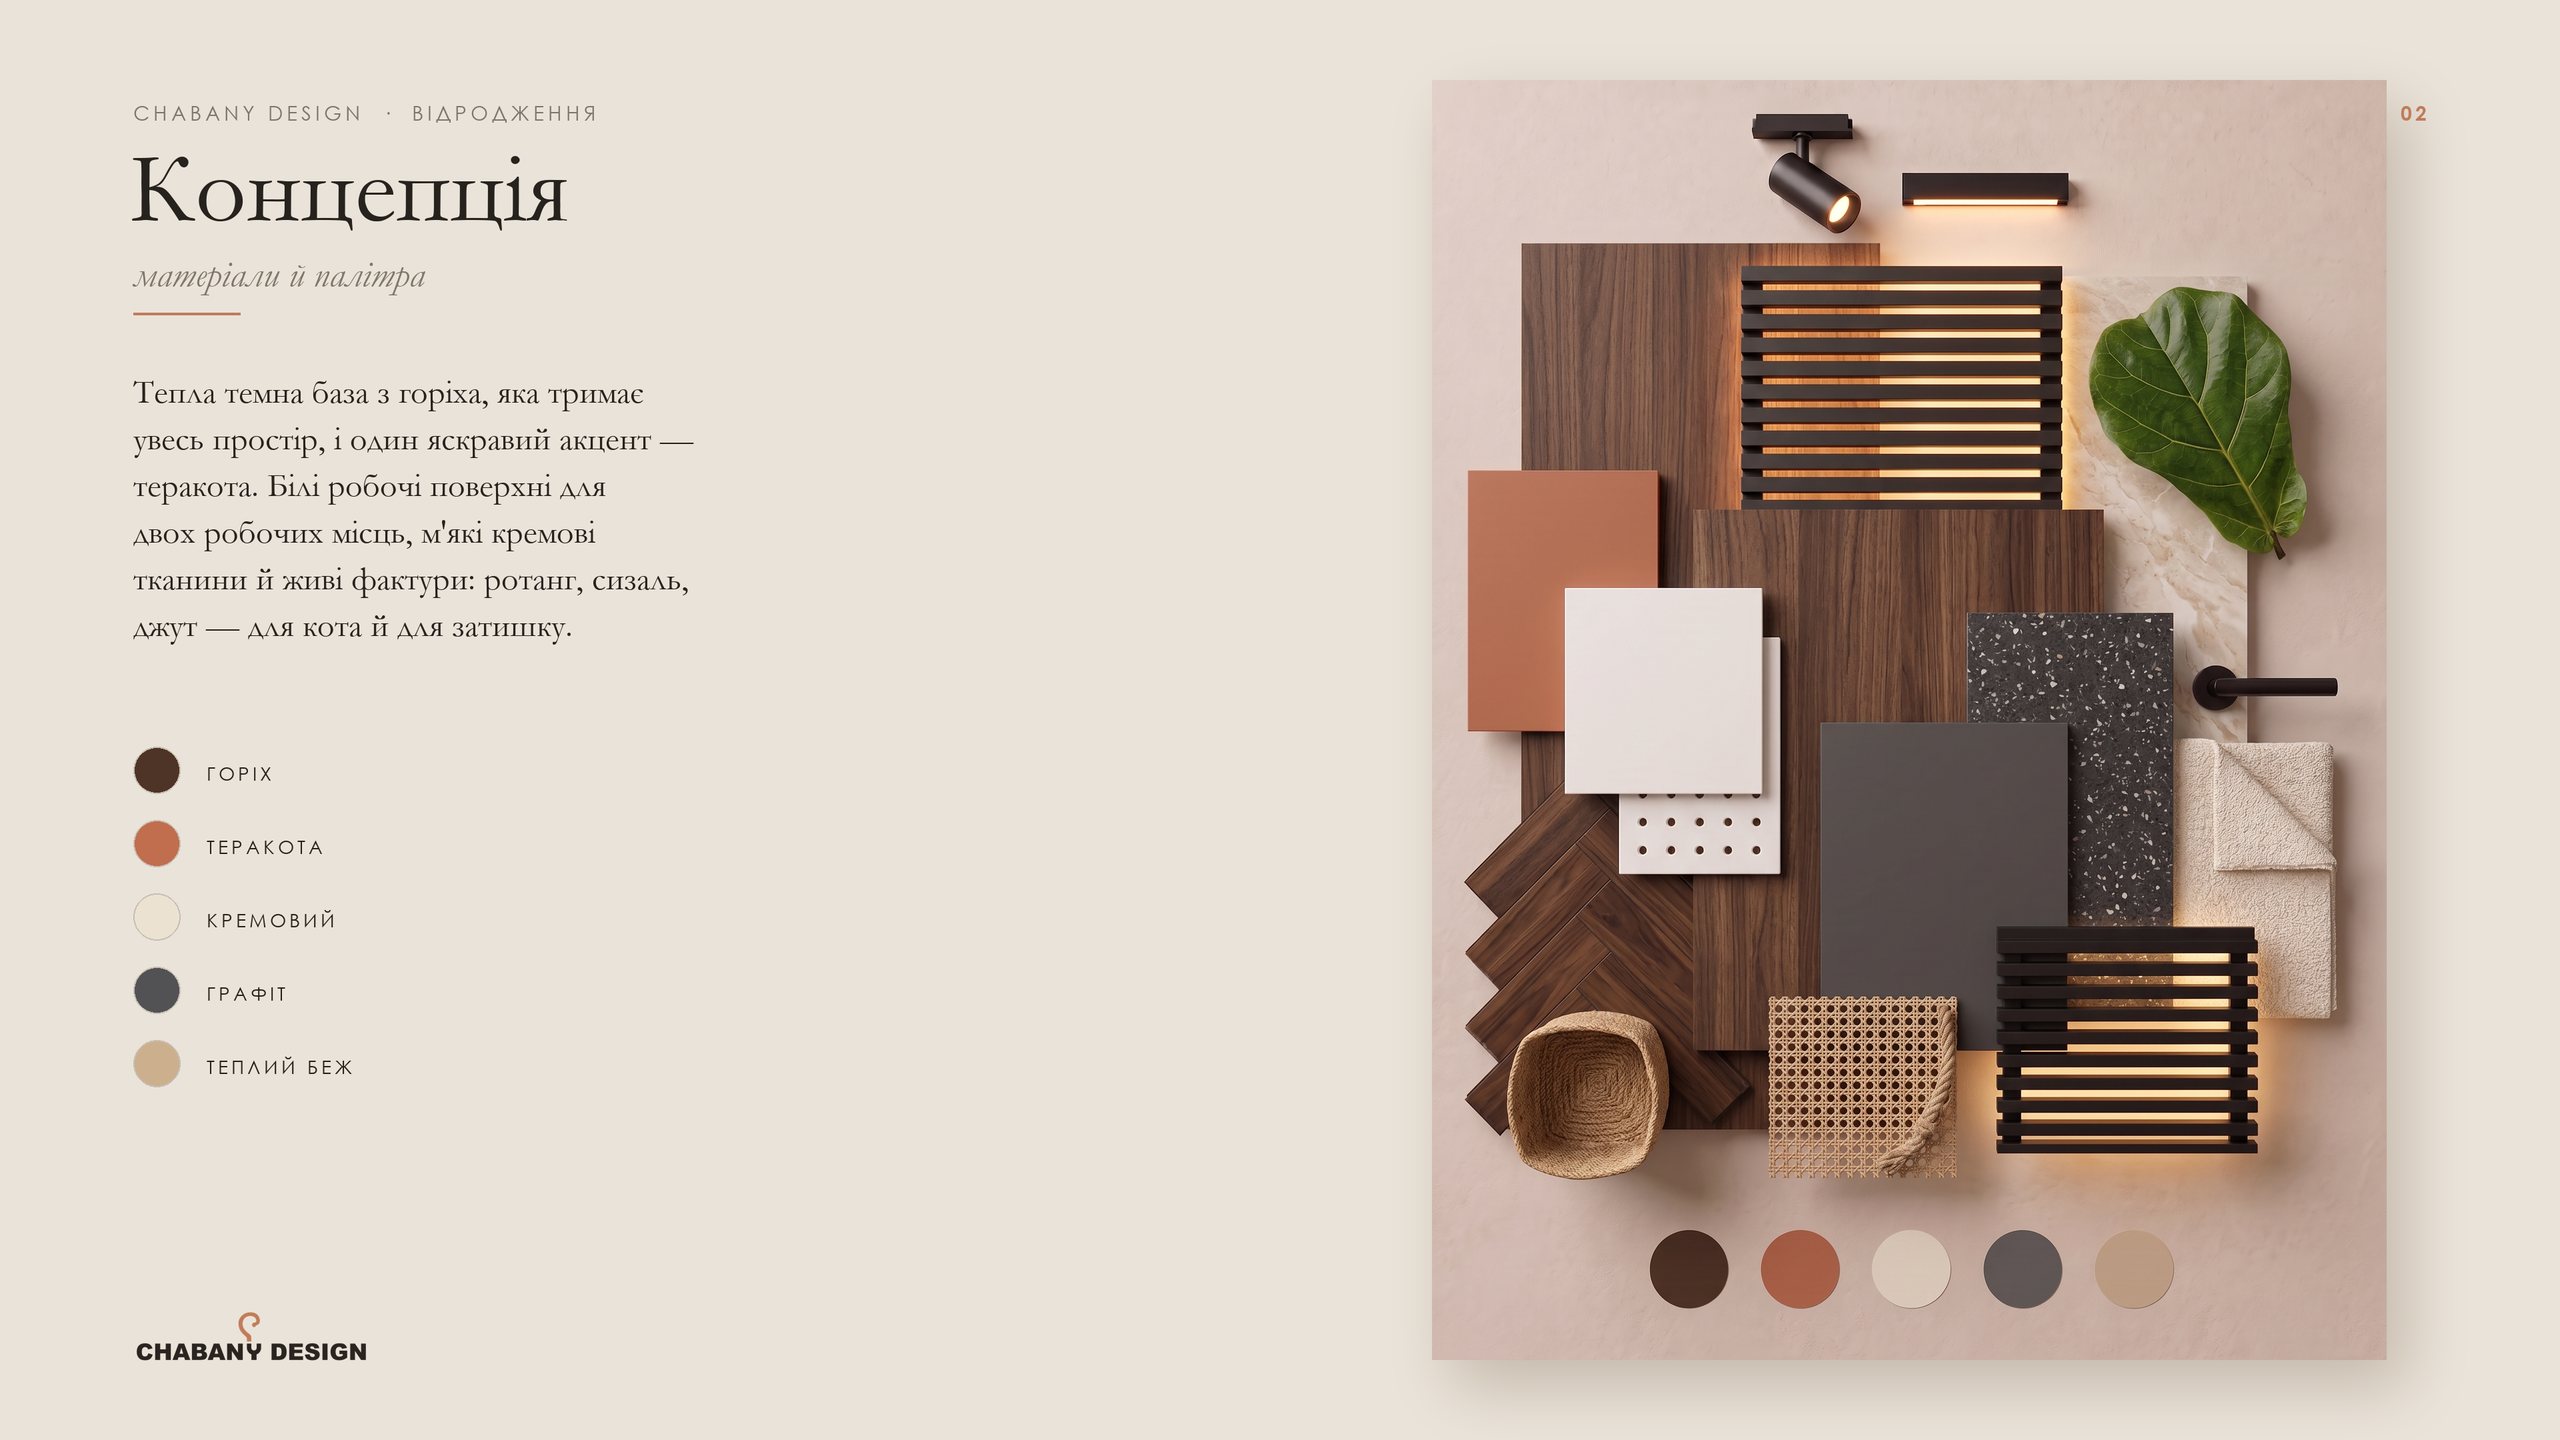 CHABANY DESIGN · ВІДРОДЖЕННЯ
02
Концепція
матеріали й палітра
Тепла темна база з горіха, яка тримає
увесь простір, і один яскравий акцент —
теракота. Білі робочі поверхні для
двох робочих місць, м'які кремові
тканини й живі фактури: ротанг, сизаль,
джут — для кота й для затишку.
ГОРІХ
ТЕРАКОТА
КРЕМОВИЙ
ГРАФІТ
ТЕПЛИЙ БЕЖ
CHABANY DESIGN